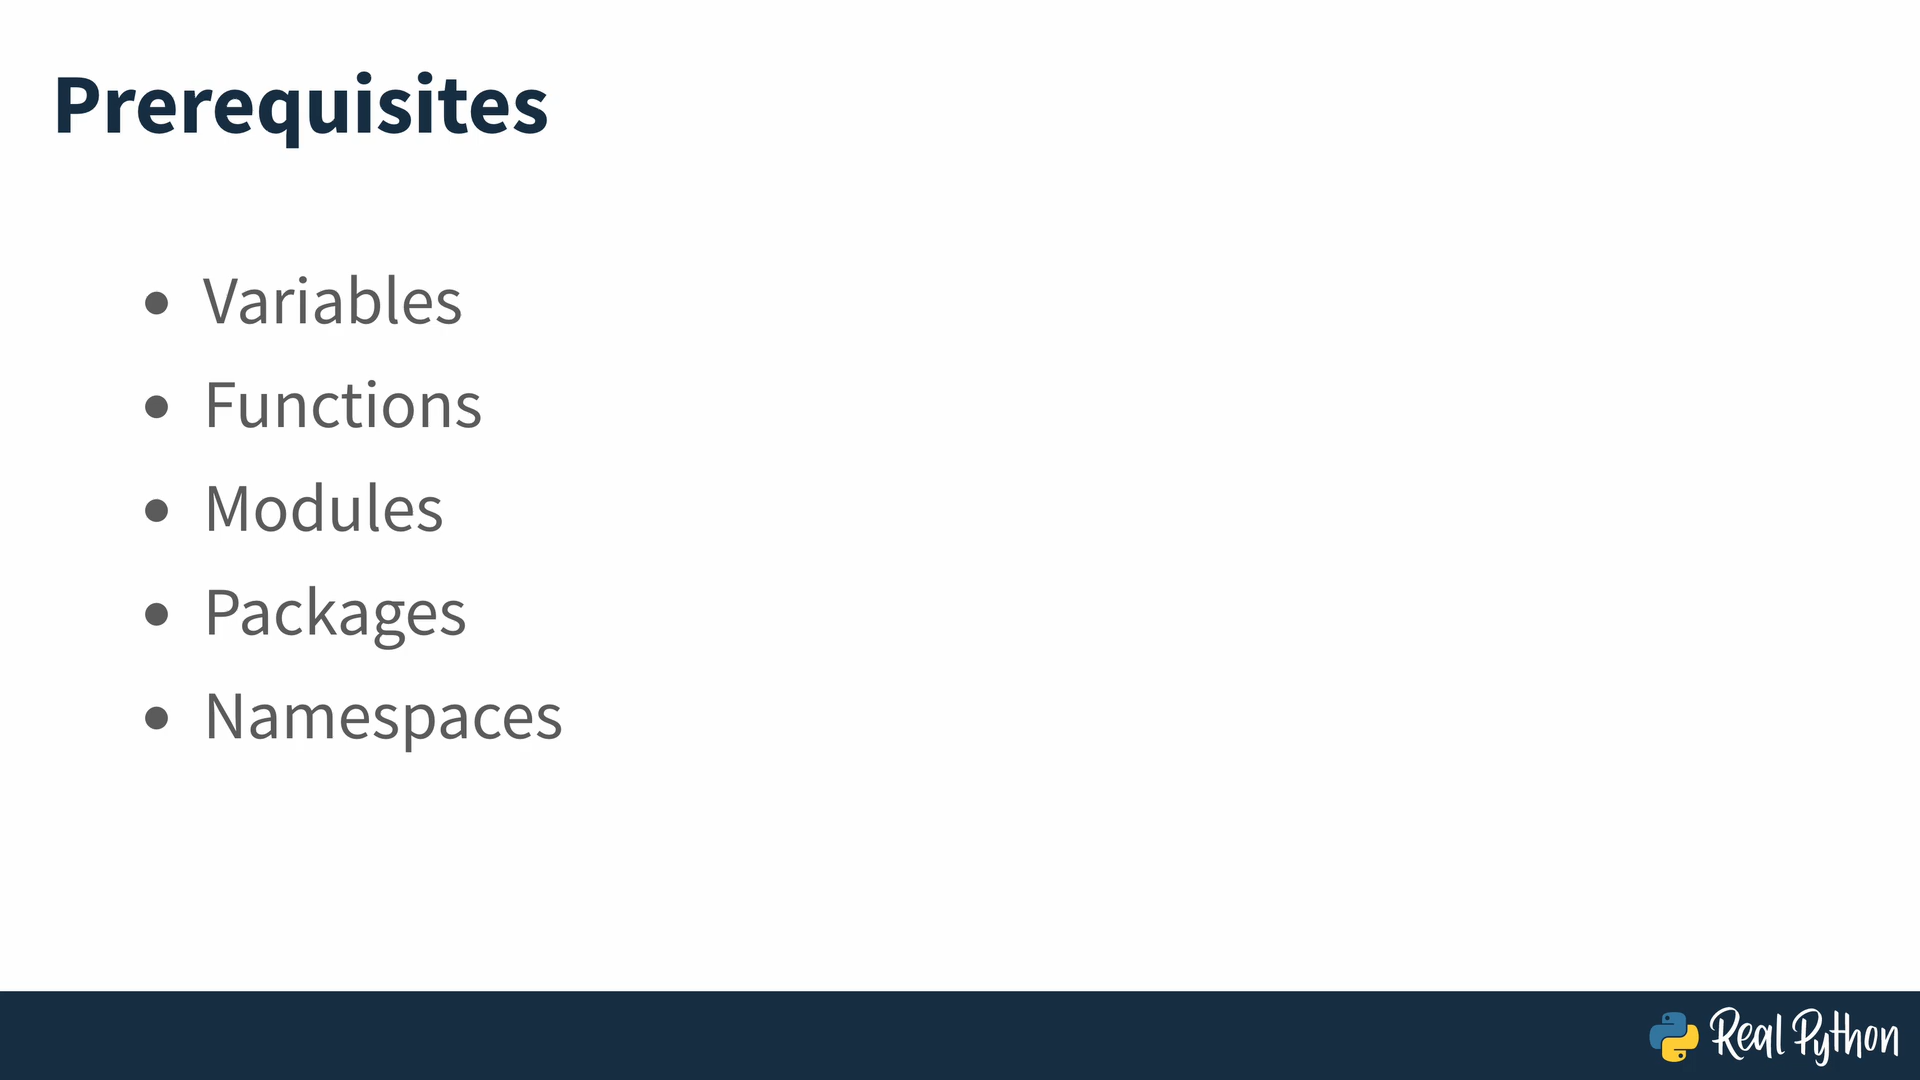 Prerequisites
• Variables
• Functions
• Modules
• Packages
• Namespaces
Real Python